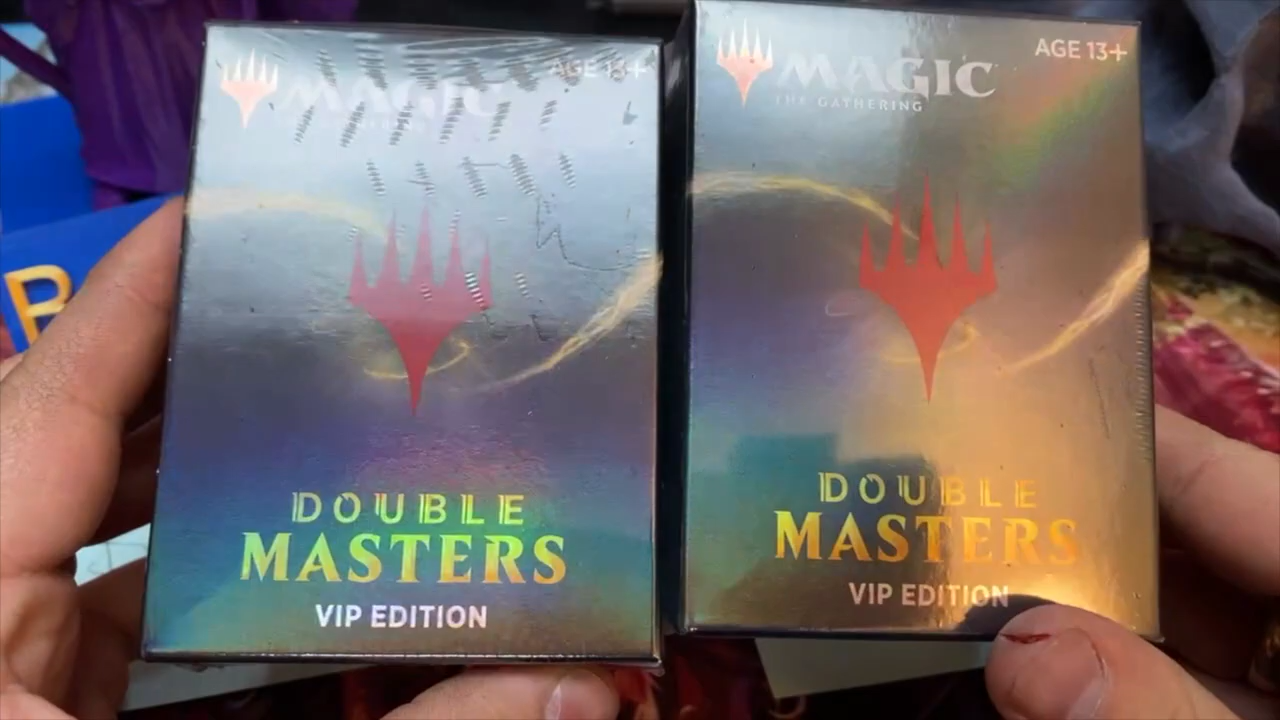 MAGIC
AGE 13+
DOUBLE
MASTERS
VIP EDITION
MAGIC
THE GATHERING
AGE 13+
DOUBLE
MASTERS
VIP EDITION
B